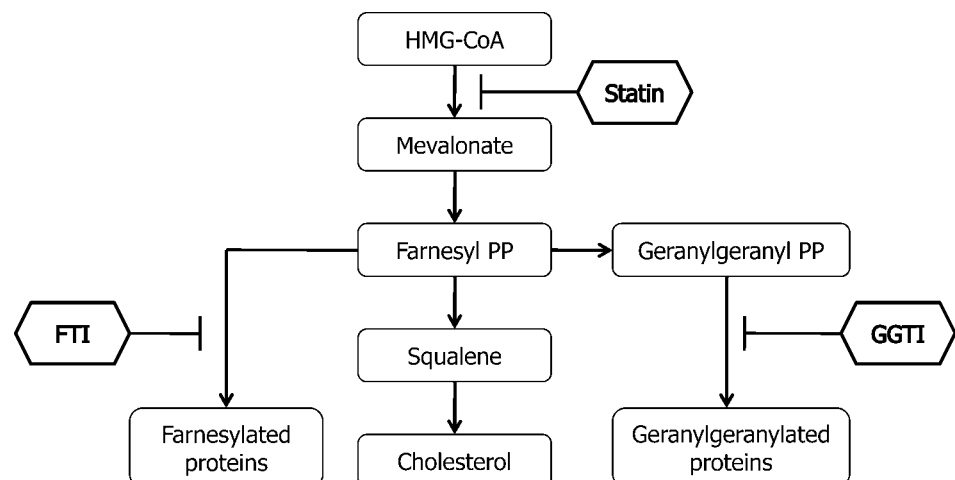 HMG-CoA
Statin
Mevalonate
Farnesyl PP
Geranylgeranyl PP
FTI
GGTI
Squalene
Farnesylated
proteins
Cholesterol
Geranylgeranylated
proteins